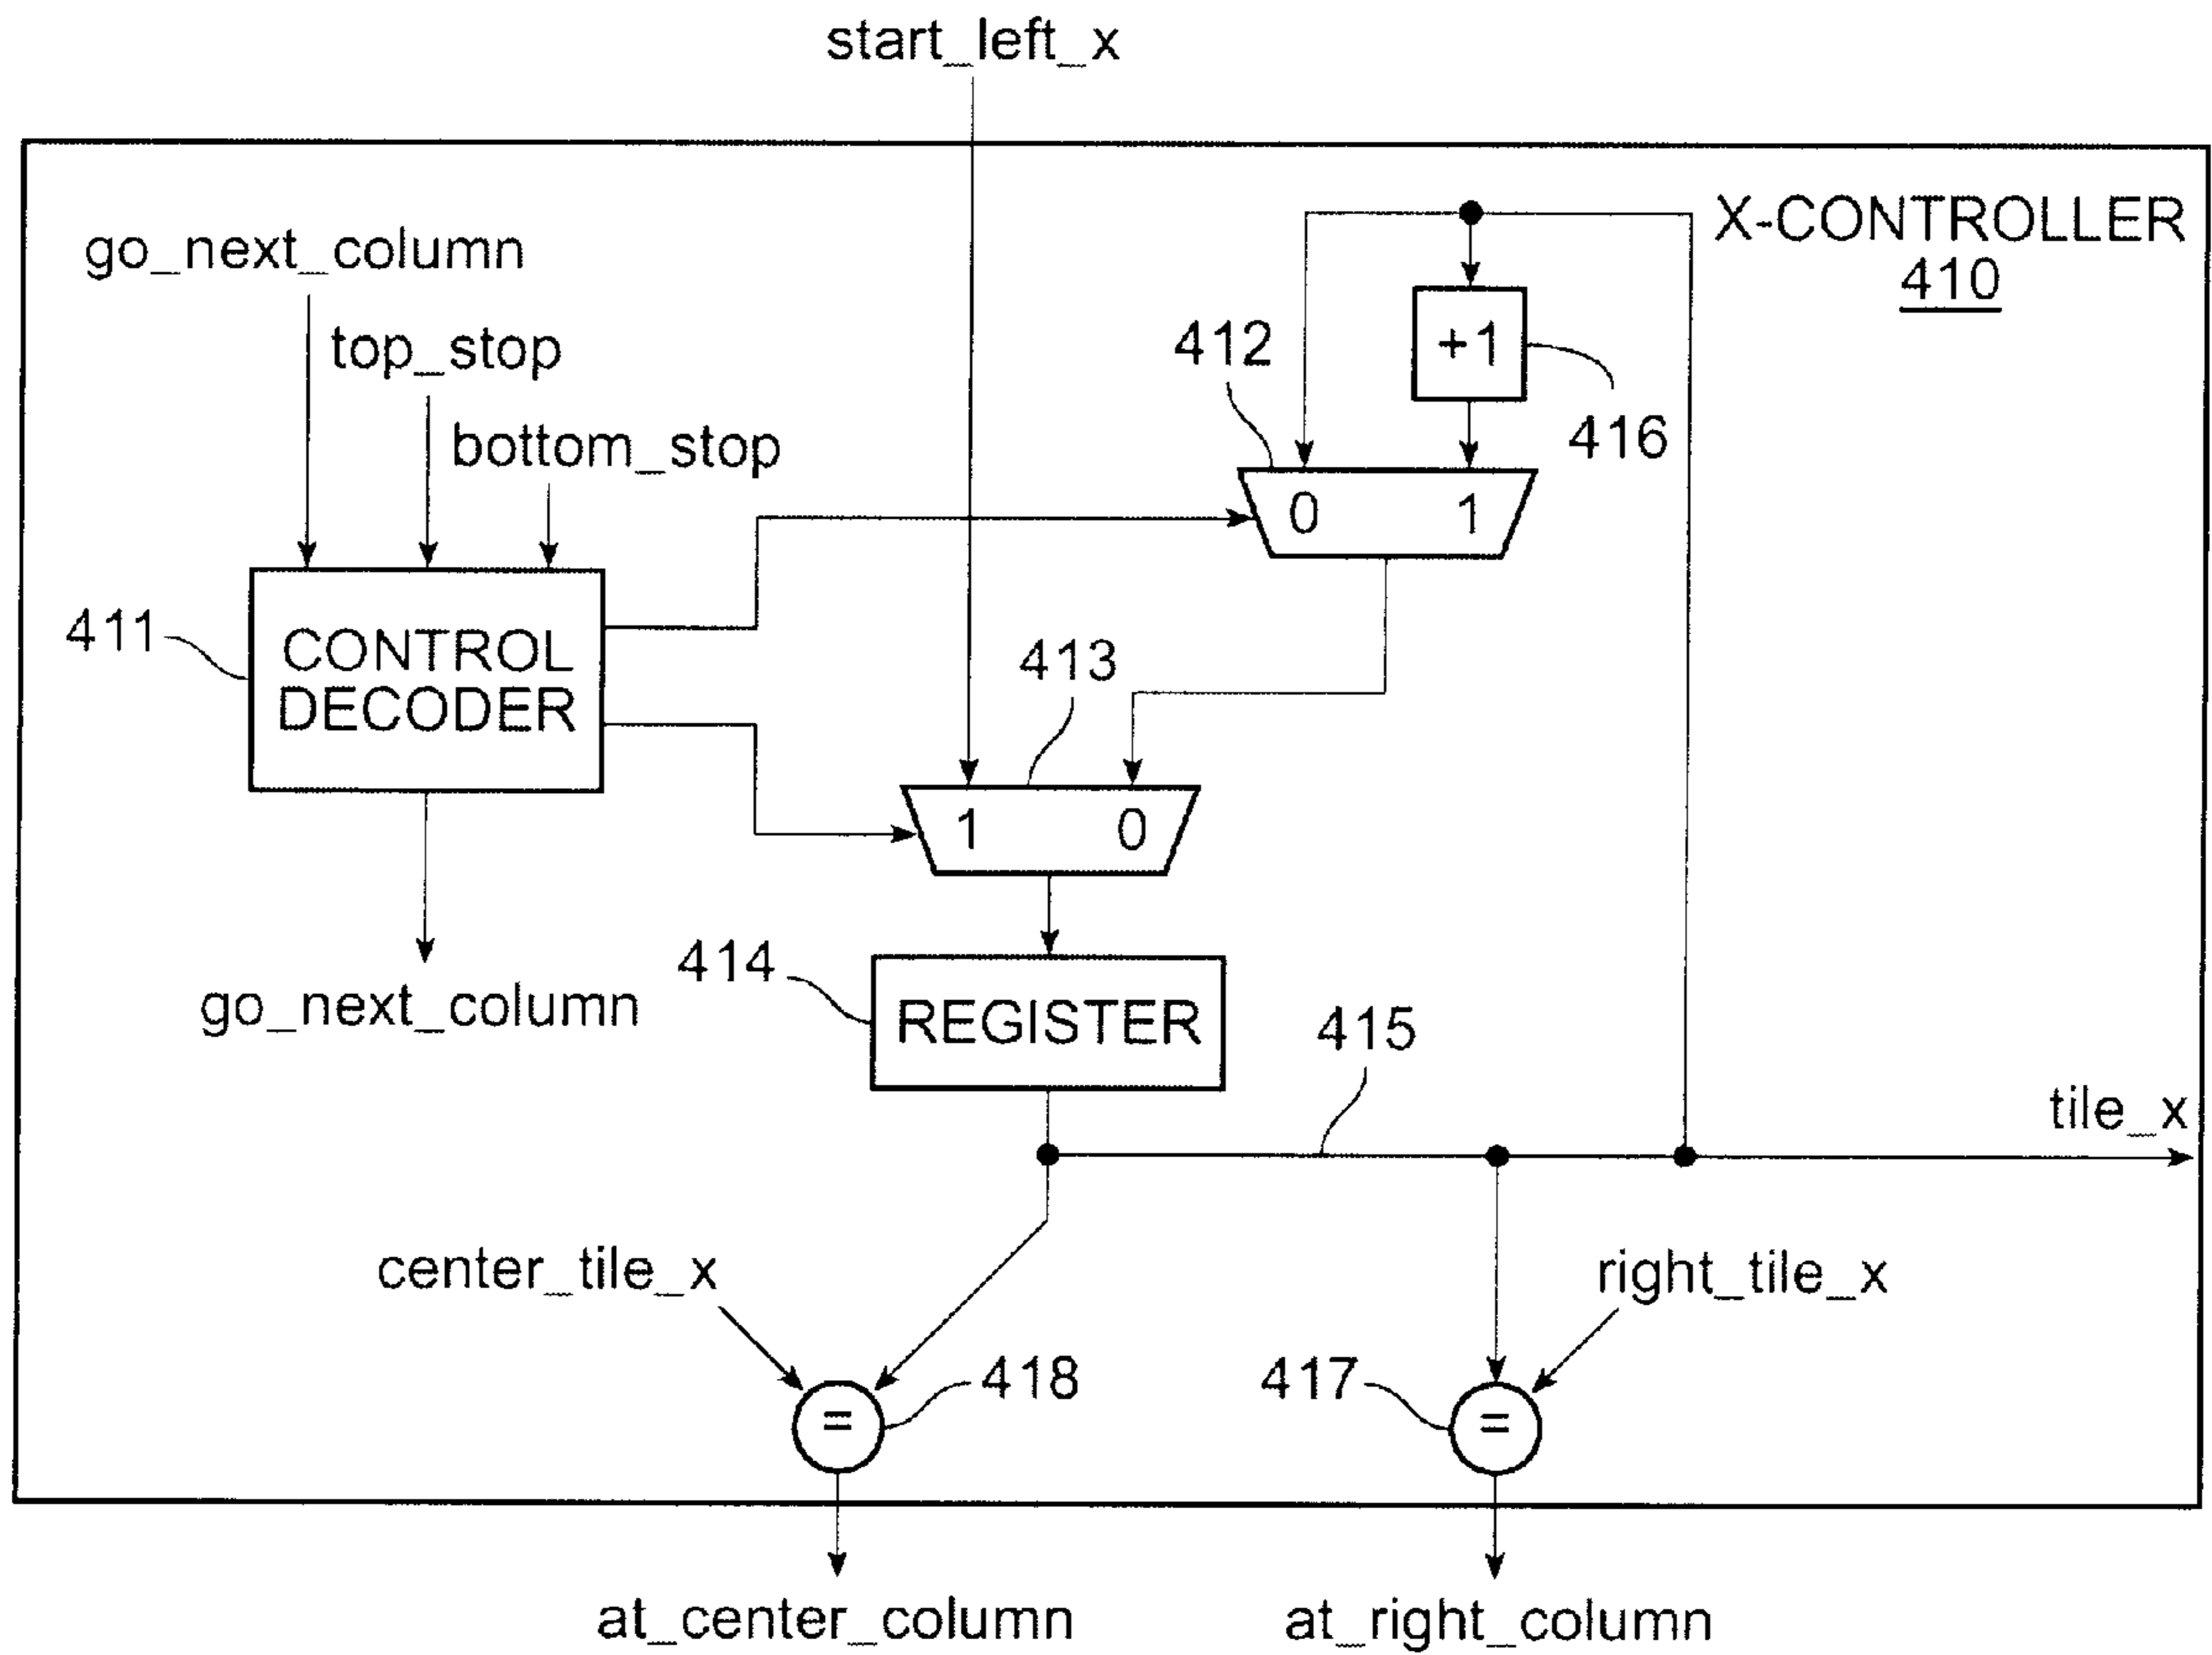 start_left_x
X-CONTROLLER
410
go_next_column
top_stop
bottom_stop
412
+1
416
0 1
411
CONTROL
DECODER
413
1 0
414
REGISTER
go_next_column
415
tile_x
center_tile_x
right_tile_x
=
418
417
=
at_center_column
at_right_column